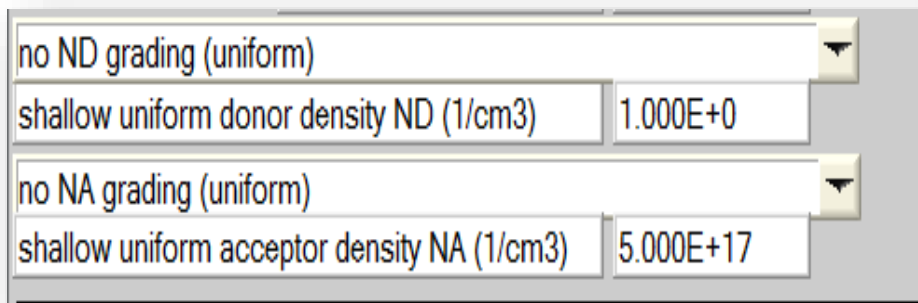 no ND grading (uniform)
shallow uniform donor density ND (1/cm3) 1.000E+0
no NA grading (uniform)
shallow uniform acceptor density NA (1/cm3) 5.000E+17